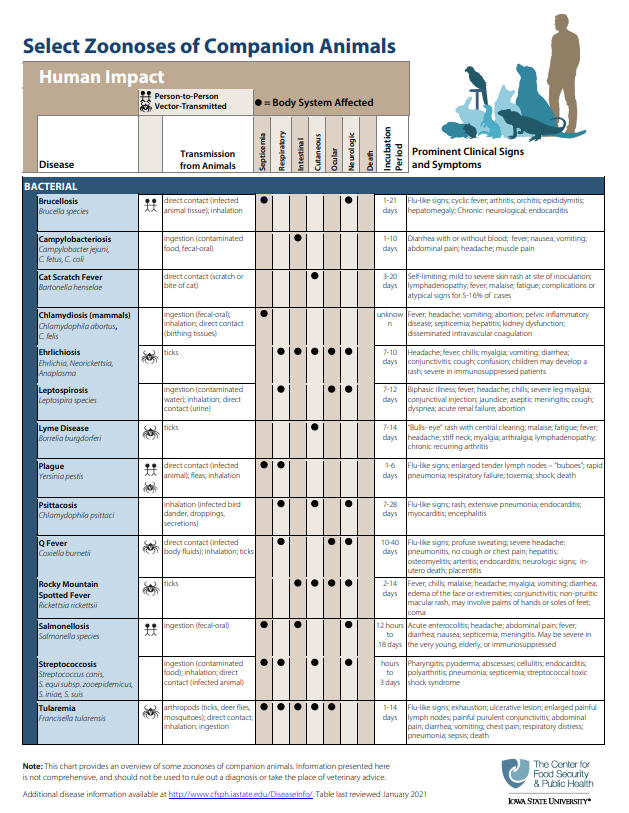 Select Zoonoses of Companion Animals
Human Impact
Person-to-Person
Vector-Transmitted
= Body System Affected
Disease
Transmission
from Animals
Septicemia
Respiratory
Intestinal
Cutaneous
Ocular
Neurologic
Death
Incubation
Period
Prominent Clinical Signs
and Symptoms
BACTERIAL
Brucellosis
Brucella species
direct contact (infected
animal tissue); inhalation
1-21
days
Flu-like signs; cyclic fever; arthritis; orchitis; epididymitis;
hepatomegaly; Chronic: neurological; endocarditis
Campylobacteriosis
Campylobacter jejuni,
C. fetus, C. coli
ingestion (contaminated
food, fecal-oral)
1-10
days
Diarrhea with or without blood; fever; nausea; vomiting;
abdominal pain; headache; muscle pain
Cat Scratch Fever
Bartonella henselae
direct contact (scratch or
bite of cat)
3-20
days
Self-limiting; mild to severe skin rash at site of inoculation;
lymphadenopathy; fever; malaise; fatigue; complications or
atypical signs for 5-16% of cases
Chlamydiosis (mammals)
Chlamydophila abortus,
C. felis
ingestion (fecal-oral);
inhalation; direct contact
(birthing tissues)
unknow
n
Fever; headache; vomiting; abortion; pelvic inflammatory
disease; septicemia; hepatitis; kidney dysfunction;
disseminated intravascular coagulation
Ehrlichiosis
Ehrlichia, Neorickettsia,
Anaplasma
ticks
7-10
days
Headache; fever; chills; myalgia; vomiting; diarrhea;
conjunctivitis; cough; confusion; children may develop a
rash; severe in immunosuppressed patients
Leptospirosis
Leptospira species
ingestion (contaminated
water); inhalation; direct
contact (urine)
7-12
days
Biphasic illness: fever; headache; chills; severe leg myalgia;
conjunctival injection; jaundice; aseptic meningitis; cough;
dyspnea; acute renal failure; abortion
Lyme Disease
Borrelia burgdorferi
ticks
7-14
days
"Bulls- eye" rash with central clearing; malaise; fatigue; fever;
headache; stiff neck; myalgia; arthralgia; lymphadenopathy;
chronic recurring arthritis
Plague
Yersinia pestis
direct contact (infected
animal); fleas; inhalation
1-6
days
Flu-like signs; enlarged tender lymph nodes – "buboes"; rapid
pneumonia; respiratory failure; toxemia; shock; death
Psittacosis
Chlamydophila psittaci
inhalation (infected bird
dander, droppings,
secretions)
7-28
days
Flu-like signs; rash; extensive pneumonia; endocarditis;
myocarditis; encephalitis
Q Fever
Coxiella burnetii
direct contact (infected
body fluids); inhalation; ticks
10-40
days
Flu-like signs; profuse sweating; severe headache;
pneumonitis, no cough or chest pain; hepatitis;
osteomyelitis; arteritis; endocarditis; neurologic signs; in-
utero death; placentitis
Rocky Mountain
Spotted Fever
Rickettsia rickettsii
ticks
2-14
days
Fever; chills; malaise; headache; myalgia; vomiting; diarrhea;
edema of the face or extremities; conjunctivitis; non-pruritic
macular rash, may involve palms of hands or soles of feet;
coma
Salmonellosis
Salmonella species
ingestion (fecal-oral)
12 hours
to
18 days
Acute enterocolitis; headache; abdominal pain; fever;
diarrhea; nausea; septicemia; meningitis. May be severe in
the very young, elderly, or immunosuppressed
Streptococcosis
Streptococcus canis,
S. equi subsp. zooepidemicus,
S. iniae, S. suis
ingestion (contaminated
food); inhalation; direct
contact (infected animal)
hours
to
3 days
Pharyngitis; pyoderma; abscesses; cellulitis; endocarditis;
polyarthritis; pneumonia; septicemia; streptococcal toxic
shock syndrome
Tularemia
Francisella tularensis
arthropods (ticks, deer flies,
mosquitoes); direct contact;
inhalation; ingestion
1-14
days
Flu-like signs; exhaustion; ulcerative lesion; enlarged painful
lymph nodes; painful purulent conjunctivitis; abdominal
pain; diarrhea; vomiting; chest pain; respiratory distress;
pneumonia; sepsis; death
Note: This chart provides an overview of some zoonoses of companion animals. Information presented here
is not comprehensive, and should not be used to rule out a diagnosis or take the place of veterinary advice.
Additional disease information available at http://www.cfsph.iastate.edu/DiseaseInfo/. Table last reviewed January 2021
The Center for
Food Security
& Public Health
IOWA STATE UNIVERSITY®